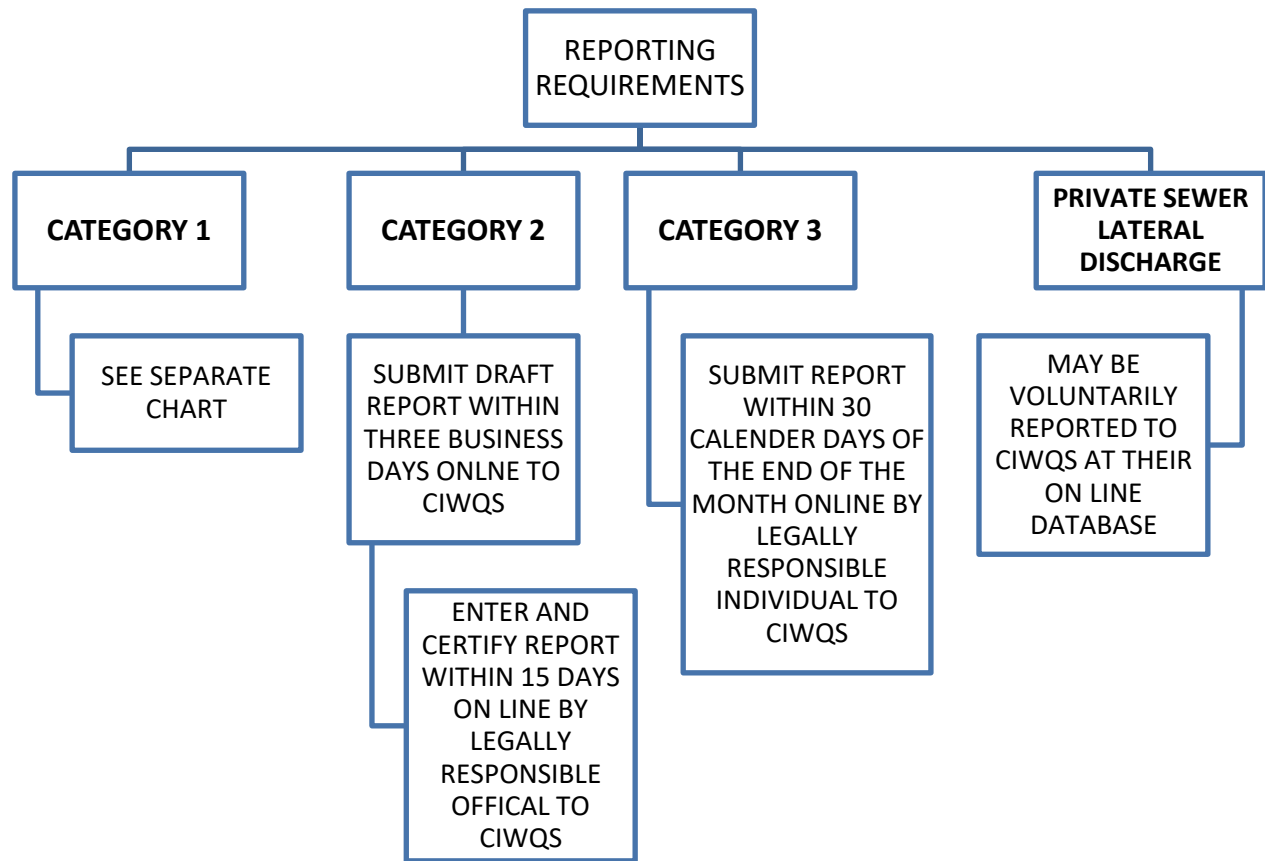 REPORTING
REQUIREMENTS
CATEGORY 1
SEE SEPARATE
CHART
CATEGORY 2
SUBMIT DRAFT
REPORT WITHIN
THREE BUSINESS
DAYS ONLNE TO
CIWQS
ENTER AND
CERTIFY REPORT
WITHIN 15 DAYS
ON LINE BY
LEGALLY
RESPONSIBLE
OFFICAL TO
CIWQS
CATEGORY 3
SUBMIT REPORT
WITHIN 30
CALENDER DAYS OF
THE END OF THE
MONTH ONLINE BY
LEGALLY
RESPONSIBLE
INDIVIDUAL TO
CIWQS
PRIVATE SEWER
LATERAL
DISCHARGE
MAY BE
VOLUNTARILY
REPORTED TO
CIWQS AT THEIR
ON LINE
DATABASE